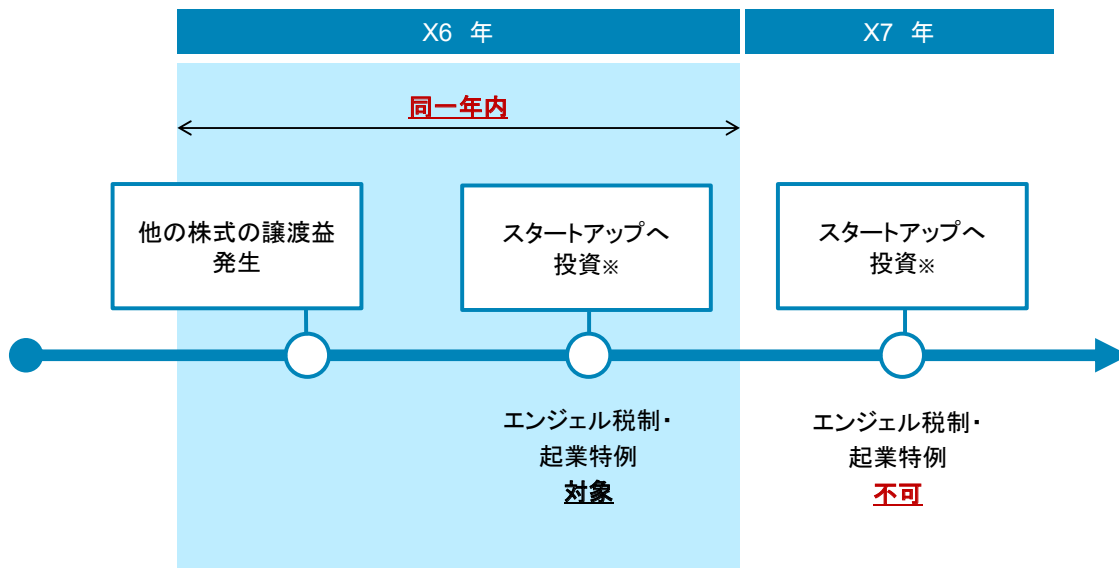 X6 年
X7 年
同一年内
他の株式の譲渡益
発生
スタートアップへ
投資※
スタートアップへ
投資※
エンジェル税制・
起業特例
対象
エンジェル税制・
起業特例
不可